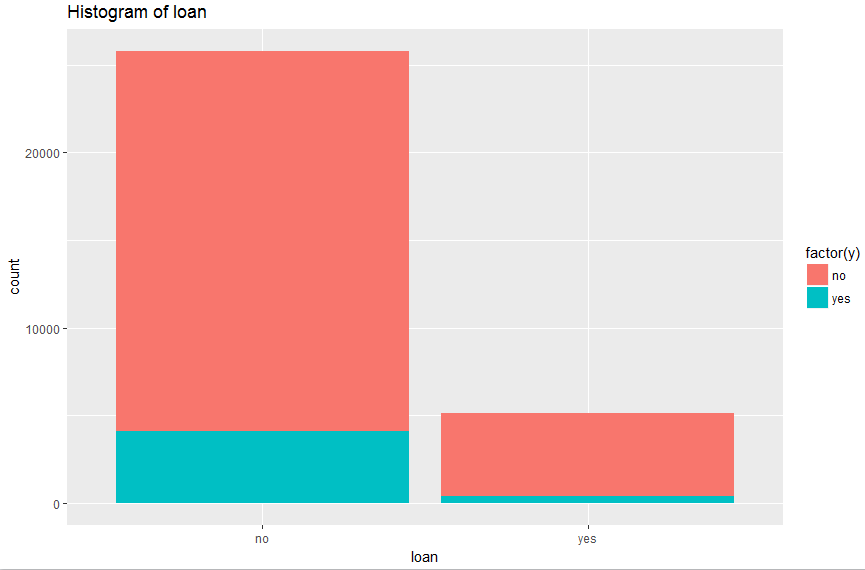 Histogram of loan
20000
10000
0
count
no
yes
loan
factor(y)
no
yes